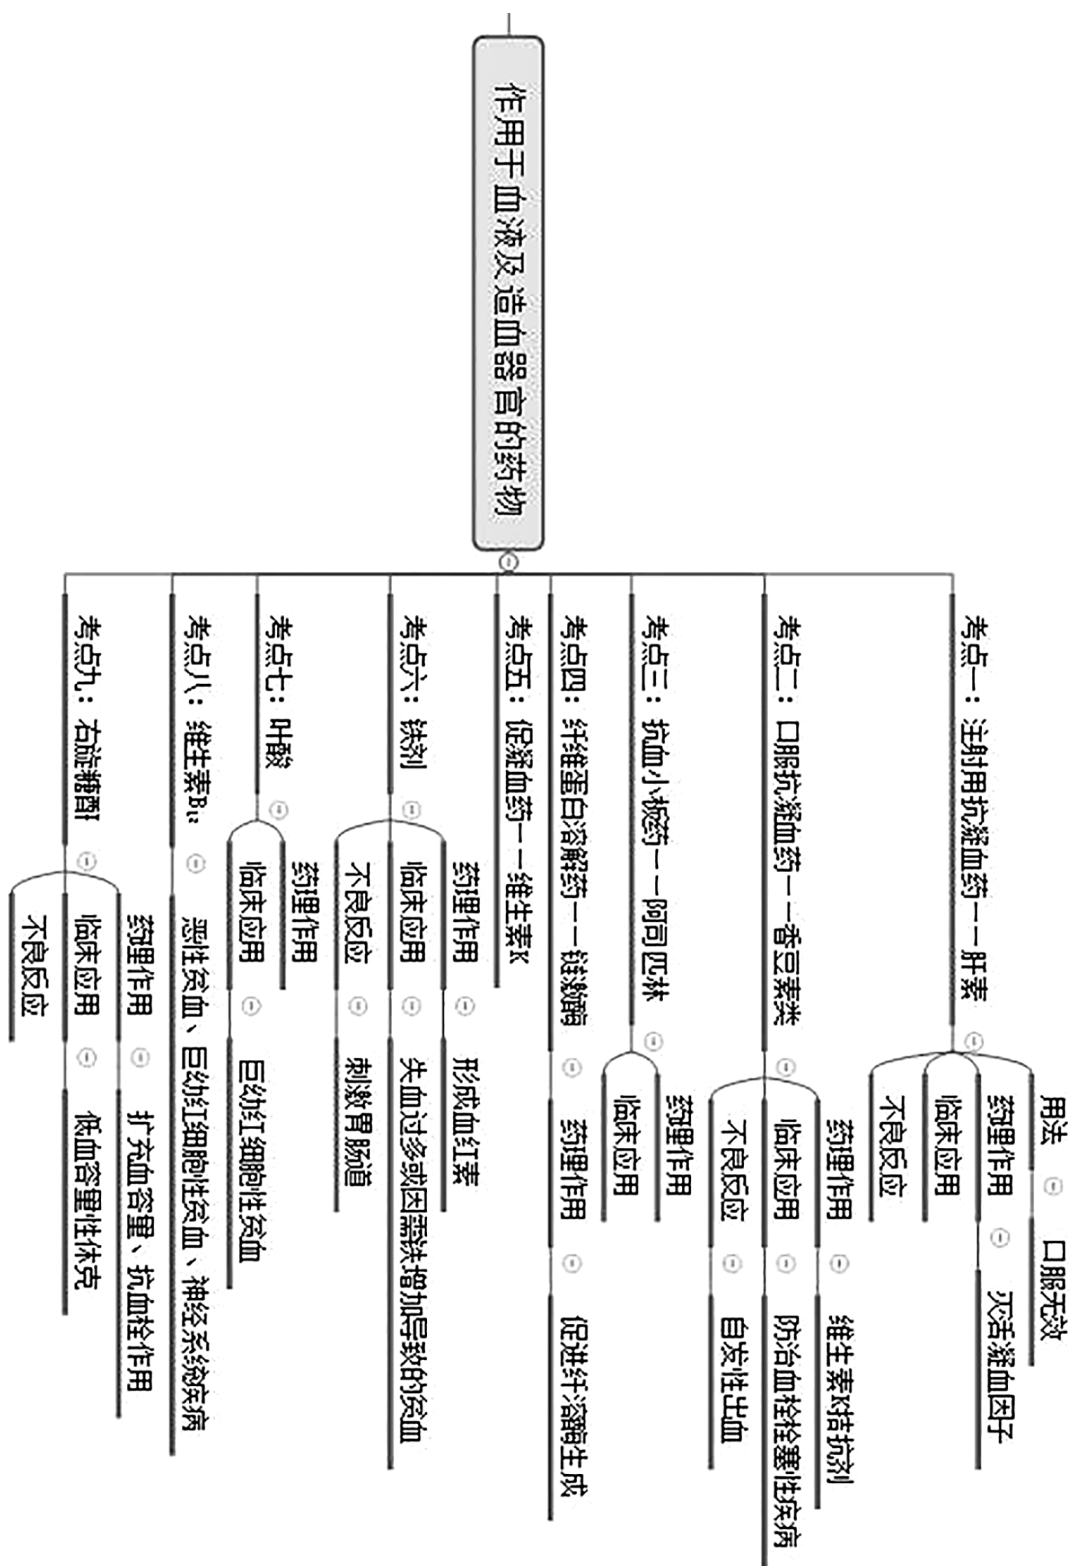 作用于血液及造血器官的药物
考点一：注射用抗凝血药——肝素
用法
口服无效
药理作用
灭活凝血因子
临床应用
不良反应
考点二：口服抗凝血药——香豆素类
药理作用
维生素K拮抗剂
临床应用
防治血栓栓塞性疾病
不良反应
自发性出血
考点三：抗血小板药——阿司匹林
药理作用
临床应用
考点四：纤维蛋白溶解药——链激酶
药理作用
促进纤溶酶生成
考点五：促凝血药——维生素K
考点六：铁剂
药理作用
形成血红素
临床应用
失血过多或因需铁增加导致的贫血
不良反应
刺激胃肠道
考点七：叶酸
药理作用
临床应用
巨幼红细胞性贫血
考点八：维生素B₁₂
恶性贫血、巨幼红细胞性贫血、神经系统疾病
考点九：右旋糖酐
药理作用
扩充血容量、抗血栓作用
临床应用
低血容量性休克
不良反应